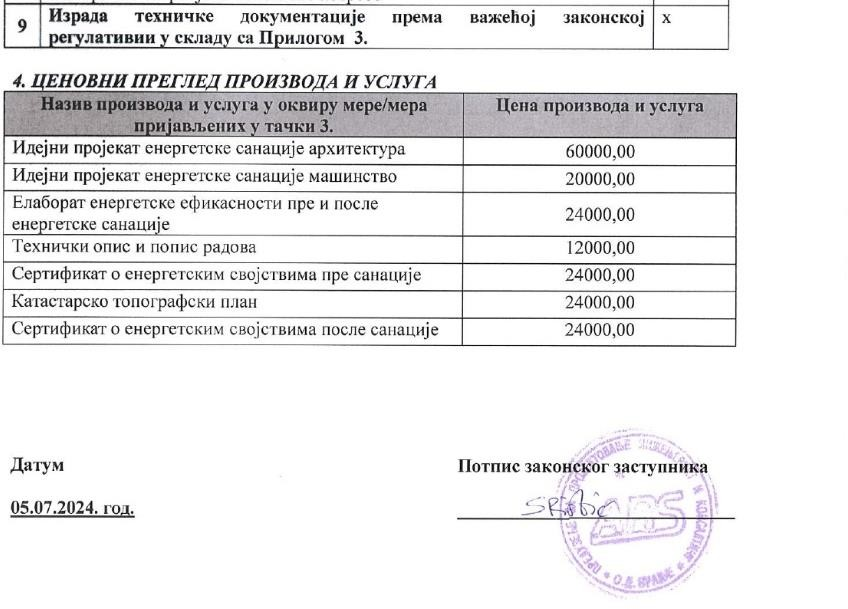 9 Израда техничке документације према важећој законској x
регулативии у складу са Прилогом 3.
4. ЦЕНОВНИ ПРЕГЛЕД ПРОИЗВОДА И УСЛУГА
Назив производа и услуга у оквиру мере/мера
пријављених у тачки 3.
Цена производа и услуга
Идејни пројекат енергетске санације архитектура 60000,00
Идејни пројекат енергетске санације машинство 20000,00
Елаборат енергетске ефикасности пре и после
енергетске санације
24000,00
Технички опис и попис радова 12000,00
Сертификат о енергетским својствима пре санације 24000,00
Катастарско топографски план 24000,00
Сертификат о енергетским својствима после санације 24000,00
Датум
Потпис законског заступника
05.07.2024. год.
ARS
О.Д. ВРАЊЕ